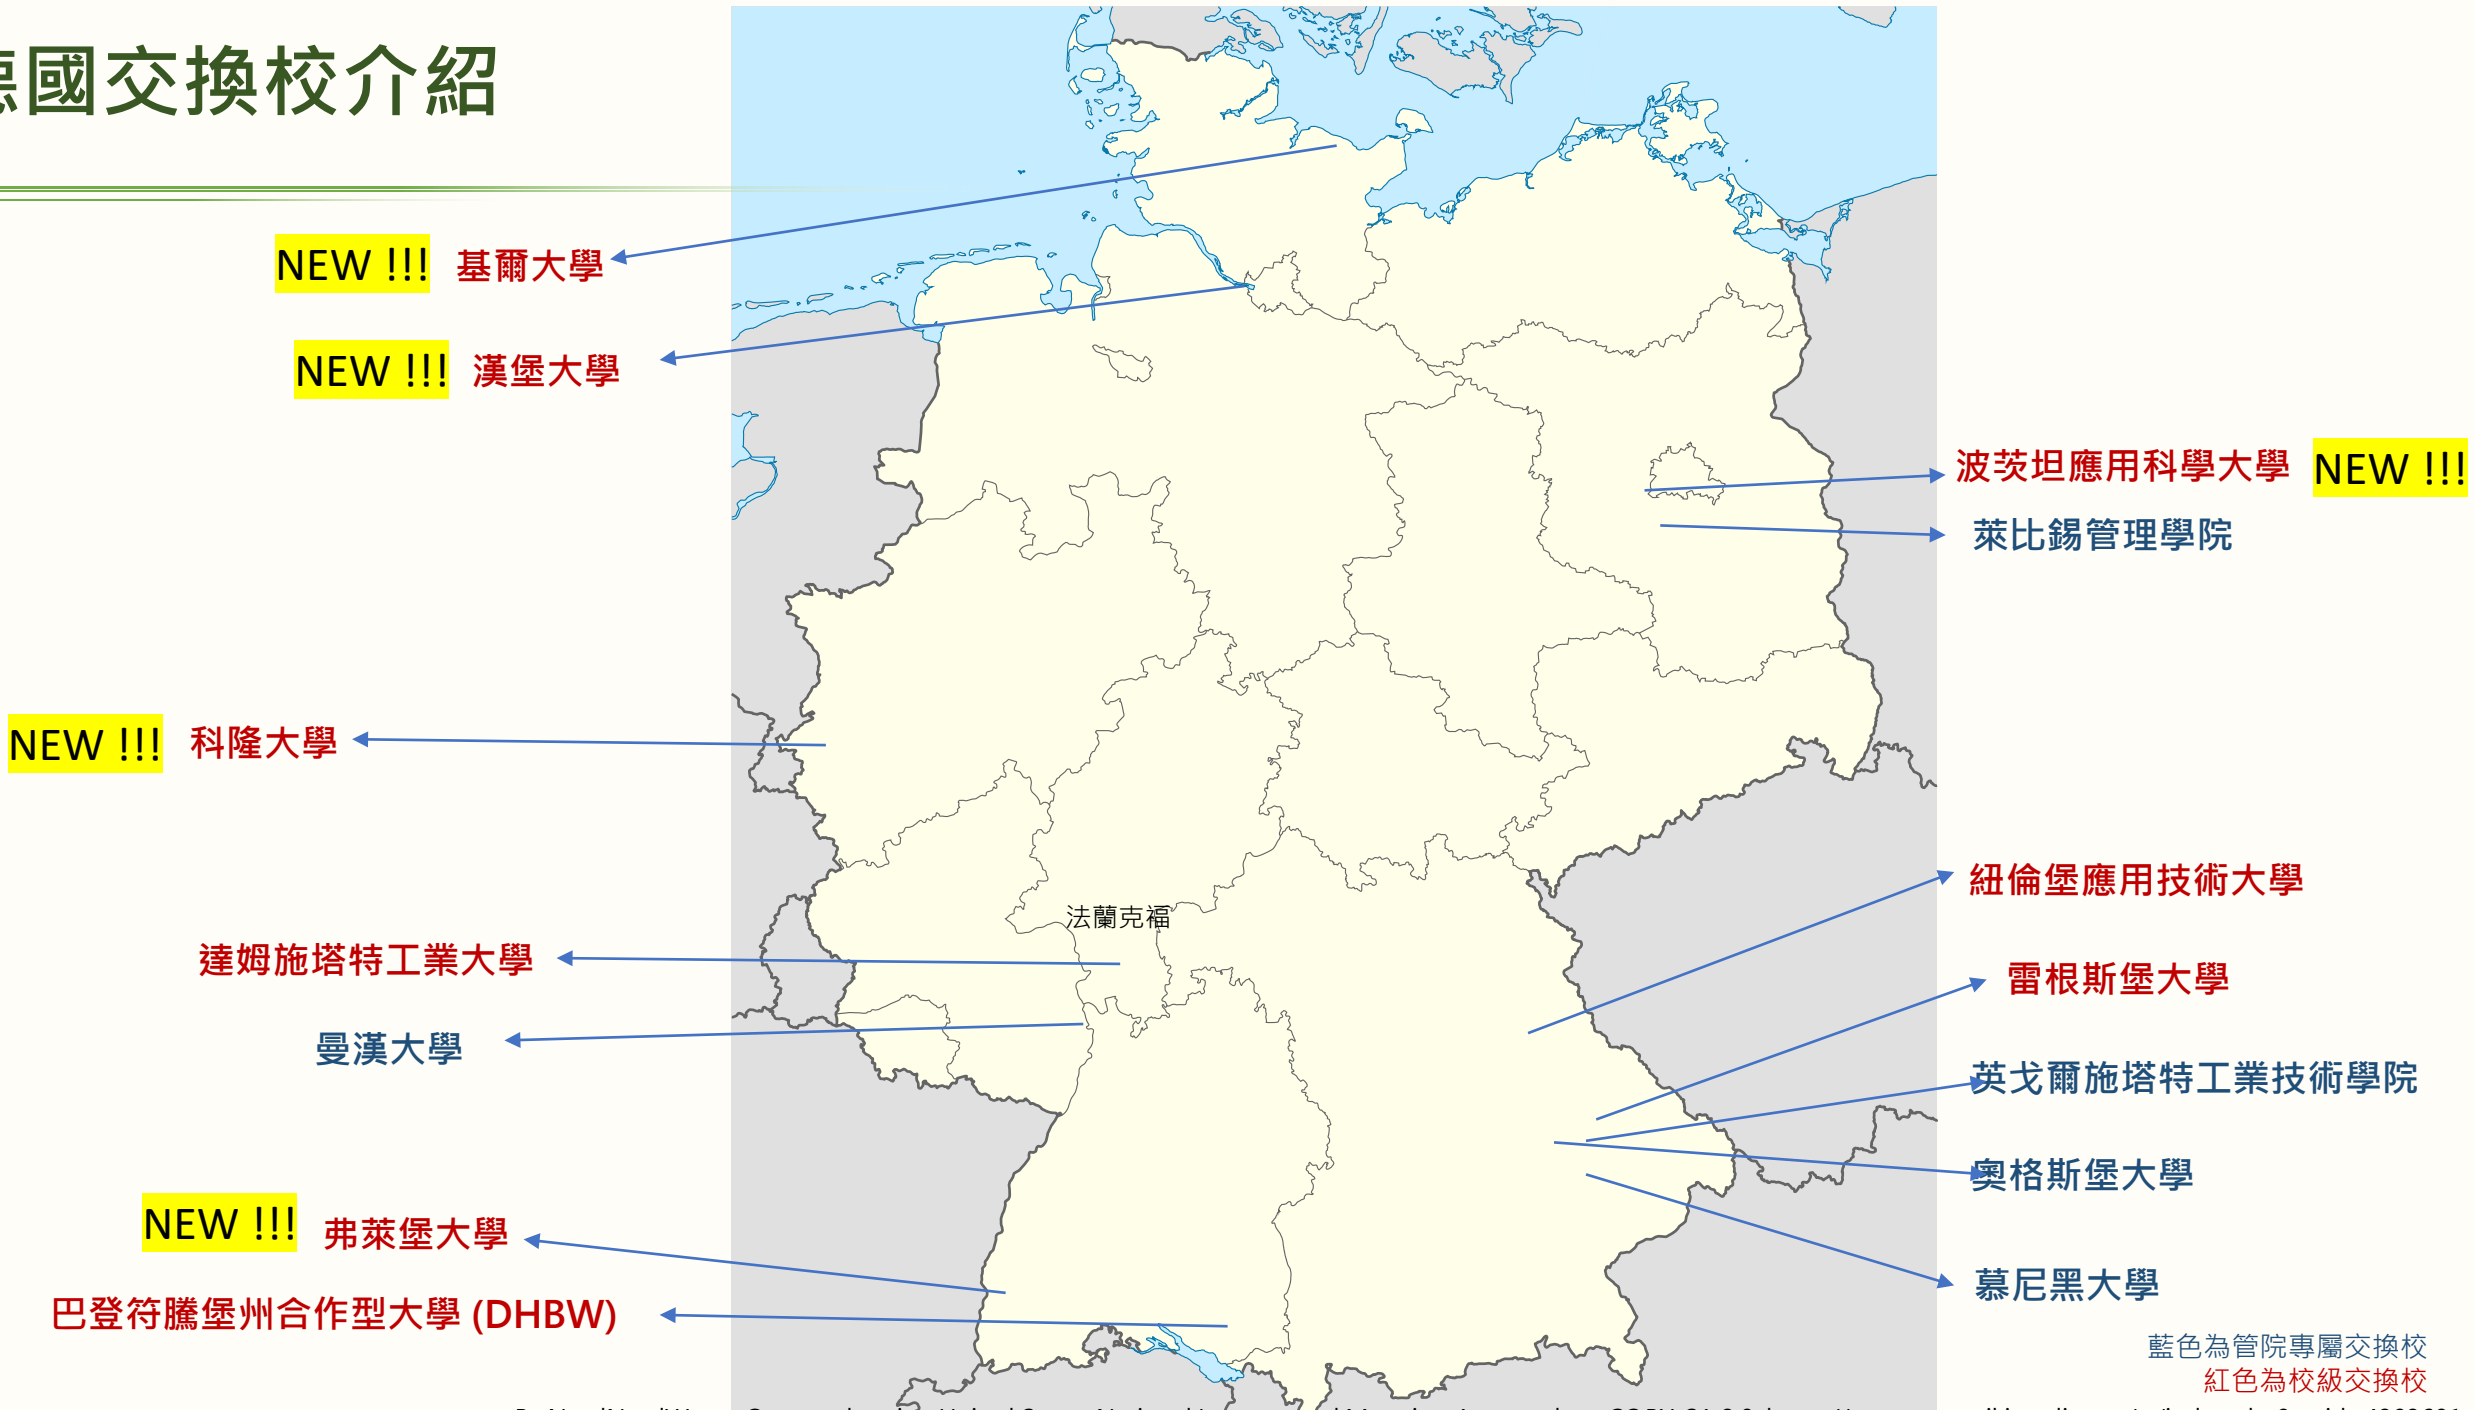 德國交換校介紹
NEW !!! 基爾大學
NEW !!! 漢堡大學
波茨坦應用科學大學 NEW !!!
萊比錫管理學院
NEW !!! 科隆大學
紐倫堡應用技術大學
法蘭克福
達姆施塔特工業大學
雷根斯堡大學
曼漢大學
英戈爾施塔特工業技術學院
奧格斯堡大學
NEW !!! 弗萊堡大學
慕尼黑大學
巴登符騰堡州合作型大學 (DHBW)
藍色為管院專屬交換校
紅色為校級交換校